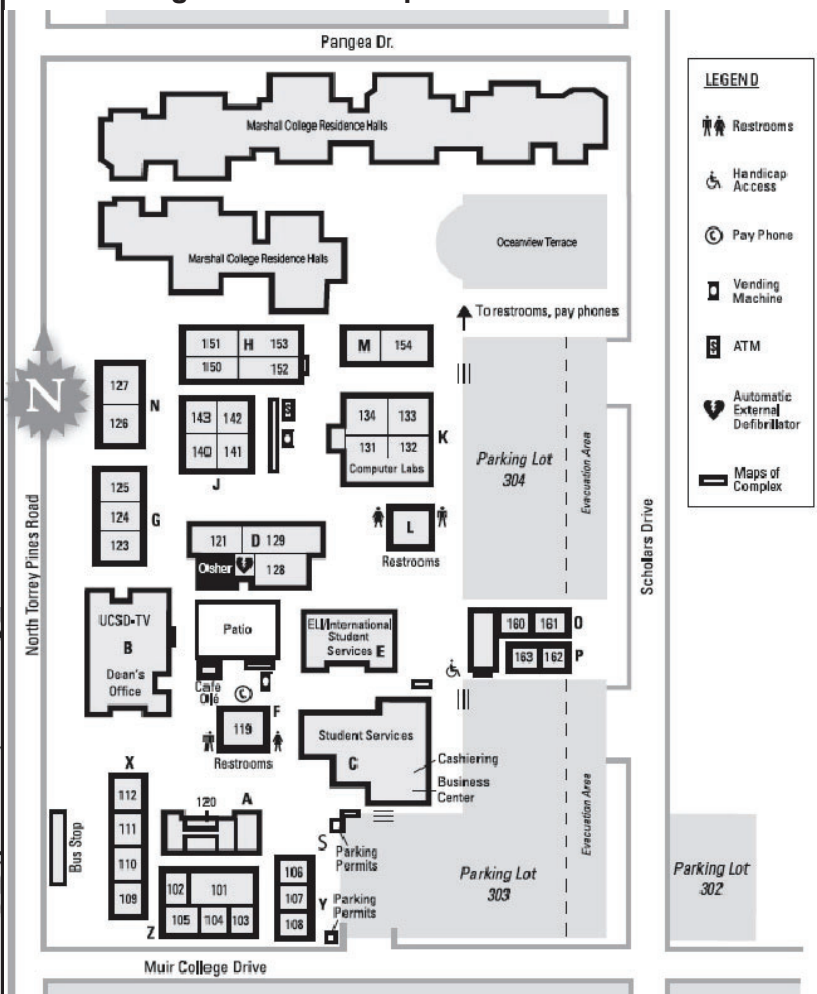 Pangea Dr.
LEGEND
Restrooms
Handicap
Access
Pay Phone
Vending
Machine
ATM
Automatic
External
Defibrillator
Maps of
Complex
Marshall College Residence Halls
Marshall College Residence Halls
Oceanview Terrace
To restrooms, pay phones
151 H 153
150 152
M 154
N
127
126
N
143 142
140 141
J
$
134 133
131 132
Computer Labs
K
Parking Lot
304
Evacuation Area
125
124
123
G
L
Restrooms
121 D 129
Osher
128
North Torrey Pines Road
Scholars Drive
UCSD-TV
B
Dean's
Office
Patio
Café
Olé
ELI/International
Student
Services E
160 161 O
163 162 P
F
119
Restrooms
Student Services
C
Cashiering
Business
Center
X
112
111
110
109
120 A
Bus Stop
S
Parking
Permits
102 101
105 104 103
Z
106
107
108
Y
Parking
Permits
Parking Lot
303
Evacuation Area
Parking Lot
302
Muir College Drive